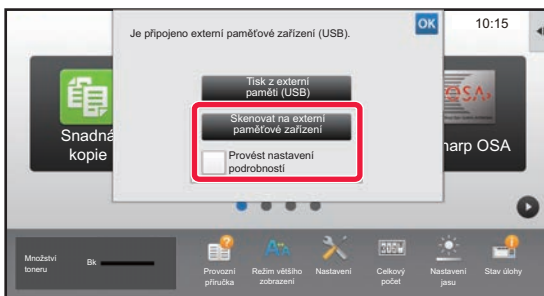 Je připojeno externí paměťové zařízení (USB).
OK
10:15
Tisk z externí
paměti (USB)
Skenovat na externí
paměťové zařízení
Provést nastavení
podrobností
Snadná
kopie
OSA
harp OSA
Množství
toneru
Bk
Provozní
příručka
Režim většího
zobrazení
Nastavení
Celkový
počet
Nastavení
jasu
Stav úlohy